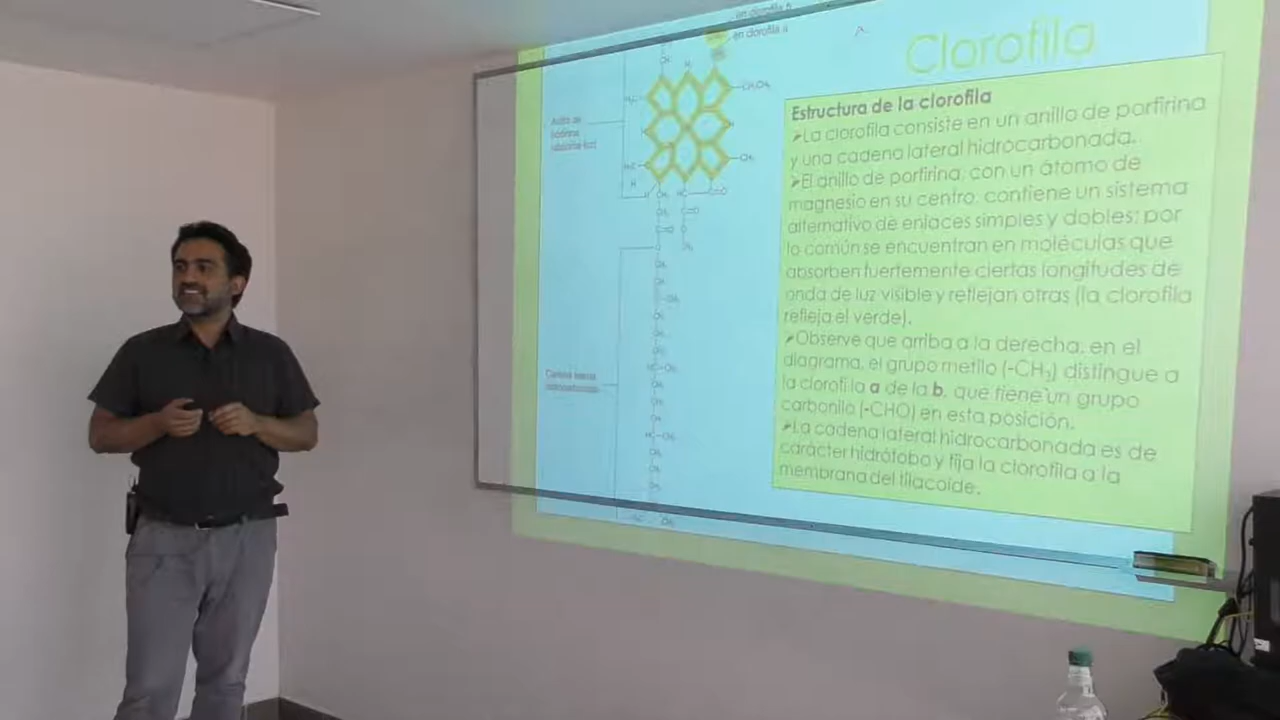 en clorofila b
en clorofila a
Clorofila
Estructura de la clorofila
➤La clorofila consiste en un anillo de porfirina
y una cadena lateral hidrocarbonada.
➤El anillo de porfirina, con un átomo de
magnesio en su centro, contiene un sistema
alternativo de enlaces simples y dobles; por
lo común se encuentran en moléculas que
absorben fuertemente ciertas longitudes de
onda de luz visible y reflejan otras (la clorofila
refleja el verde).
➤Observe que arriba a la derecha, en el
diagrama, el grupo metilo (-CH₃) distingue a
la clorofila a de la b, que tiene un grupo
carbonilo (-CHO) en esta posición.
➤La cadena lateral hidrocarbonada es de
carácter hidrófobo y fija la clorofila a la
membrana del tilacoide.